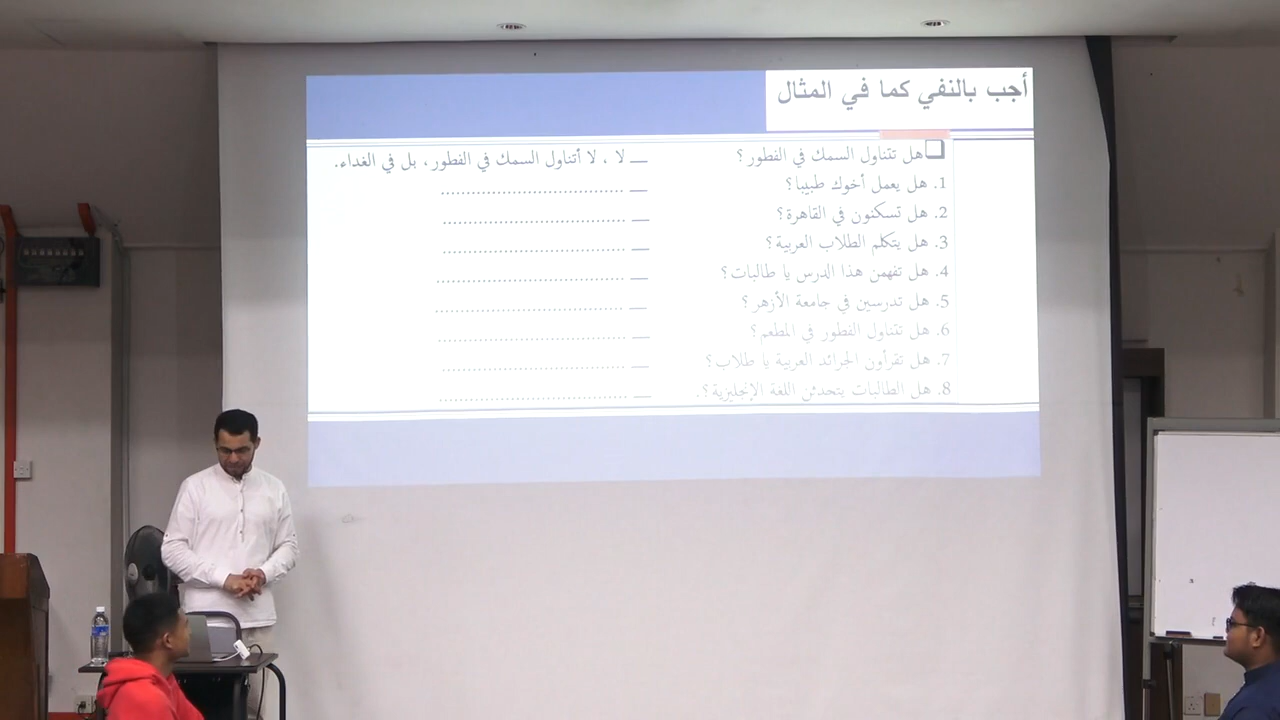 أجب بالنفي كما في المثال
هل تتناول السمك في الفطور؟ — لا ، لا أتناول السمك في الفطور، بل في الغداء.
1. هل يعمل أخوك طبيبا؟ — ................................
2. هل تسكنون في القاهرة؟ — ................................
3. هل يتكلم الطلاب العربية؟ — ................................
4. هل تفهمن هذا الدرس يا طالبات؟ — ................................
5. هل تدرسين في جامعة الأزهر؟ — ................................
6. هل تتناول الفطور في المطعم؟ — ................................
7. هل تقرأون الجرائد العربية يا طلاب؟ — ................................
8. هل الطالبات يتحدثن اللغة الإنجليزية؟. — ................................